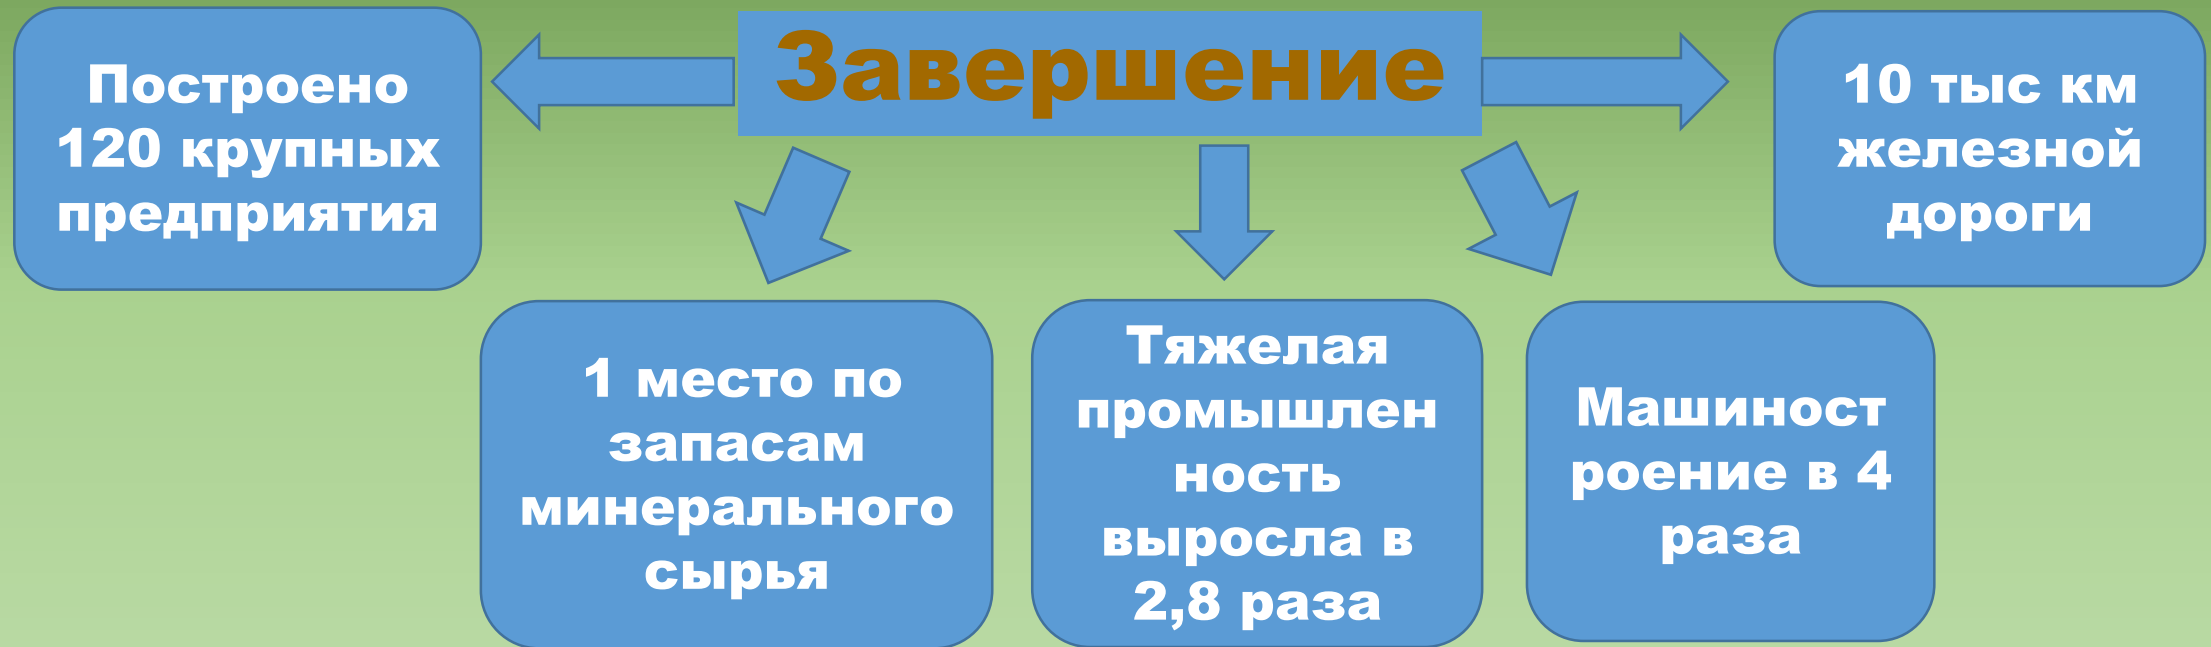 Завершение
Построено
120 крупных
предприятия
10 тыс км
железной
дороги
1 место по
запасам
минерального
сырья
Тяжелая
промышлен
ность
выросла в
2,8 раза
Машиност
роение в 4
раза